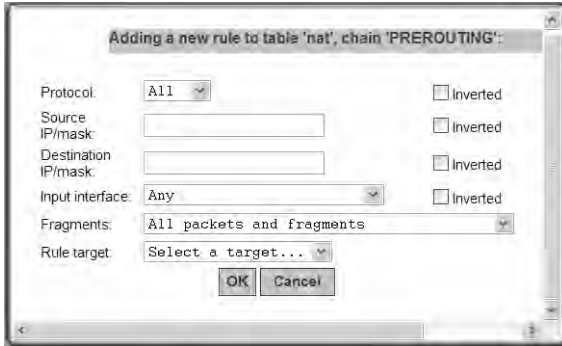 Adding a new rule to table 'nat', chain 'PREROUTING':
Protocol: All Inverted
Source IP/mask: Inverted
Destination IP/mask: Inverted
Input interface: Any Inverted
Fragments: All packets and fragments
Rule target: Select a target...
OK Cancel